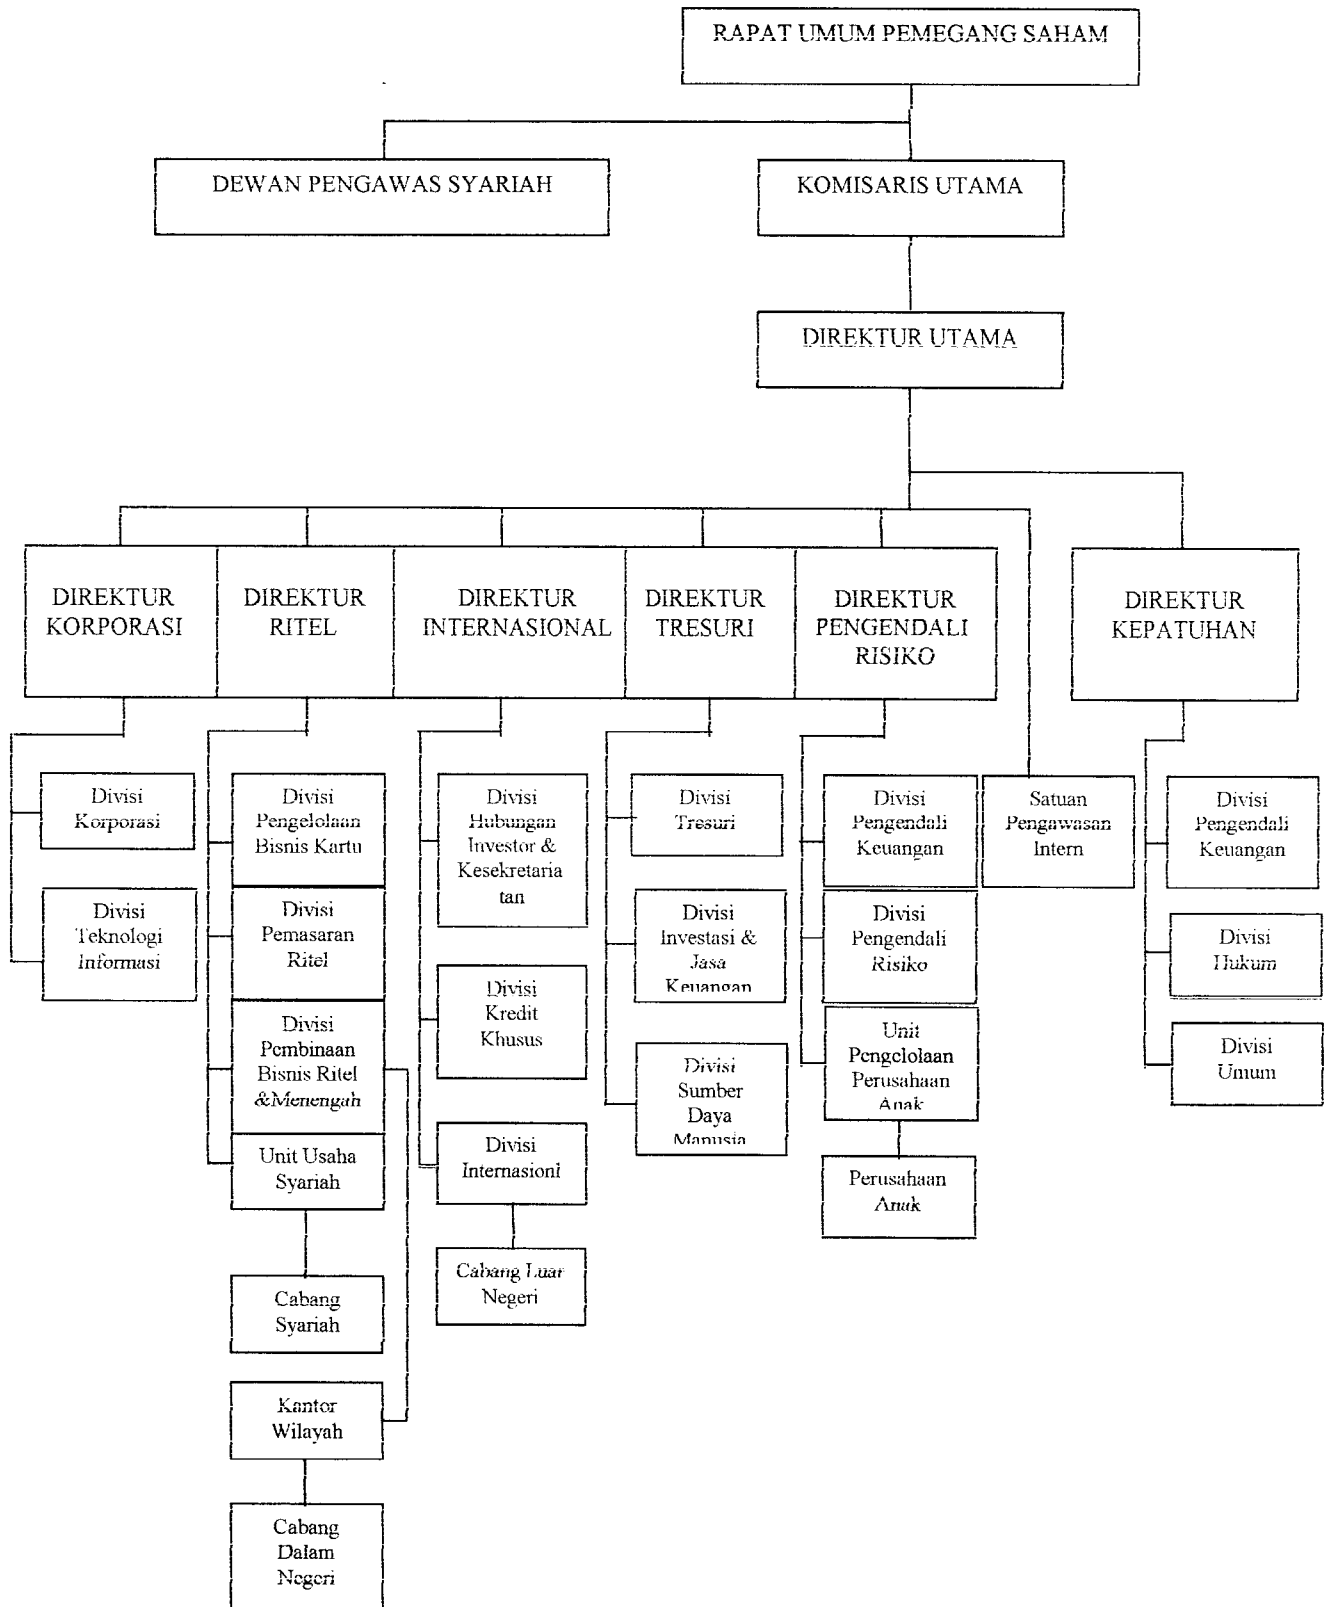 RAPAT UMUM PEMEGANG SAHAM
DEWAN PENGAWAS SYARIAH
KOMISARIS UTAMA
DIREKTUR UTAMA
DIREKTUR
KORPORASI
DIREKTUR
RITEL
DIREKTUR
INTERNASIONAL
DIREKTUR
TRESURI
DIREKTUR
PENGENDALI
RISIKO
DIREKTUR
KEPATUHAN
Divisi
Korporasi
Divisi
Teknologi
Informasi
Divisi
Pengelolaan
Bisnis Kartu
Divisi
Pemasaran
Ritel
Divisi
Pembinaan
Bisnis Ritel
&Menengah
Unit Usaha
Syariah
Cabang
Syariah
Kantor
Wilayah
Cabang
Dalam
Negeri
Divisi
Hubungan
Investor &
Kesekretaria
tan
Divisi
Kredit
Khusus
Divisi
Internasionl
Cabang Luar
Negeri
Divisi
Tresuri
Divisi
Investasi &
Jasa
Keuangan
Divisi
Sumber
Daya
Manusia
Divisi
Pengendali
Keuangan
Divisi
Pengendali
Risiko
Unit
Pengelolaan
Perusahaan
Anak
Perusahaan
Anak
Satuan
Pengawasan
Intern
Divisi
Pengendali
Keuangan
Divisi
Hukum
Divisi
Umum